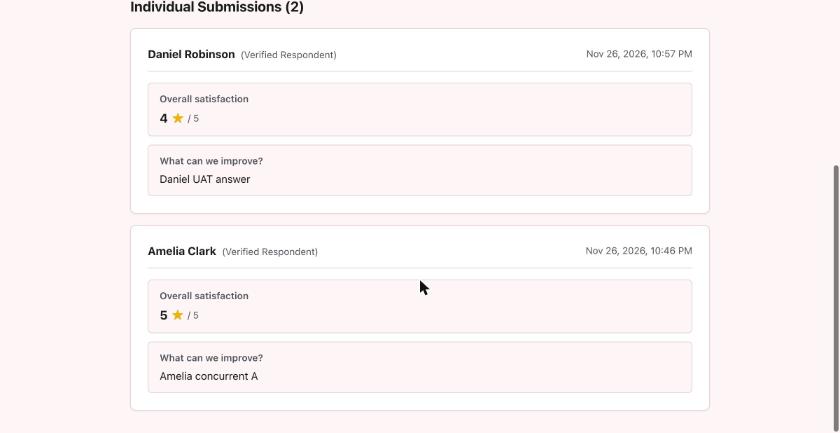 Individual Submissions (2)
Daniel Robinson (Verified Respondent) Nov 26, 2026, 10:57 PM
Overall satisfaction
4 ★ / 5
What can we improve?
Daniel UAT answer
Amelia Clark (Verified Respondent) Nov 26, 2026, 10:46 PM
Overall satisfaction
5 ★ / 5
What can we improve?
Amelia concurrent A